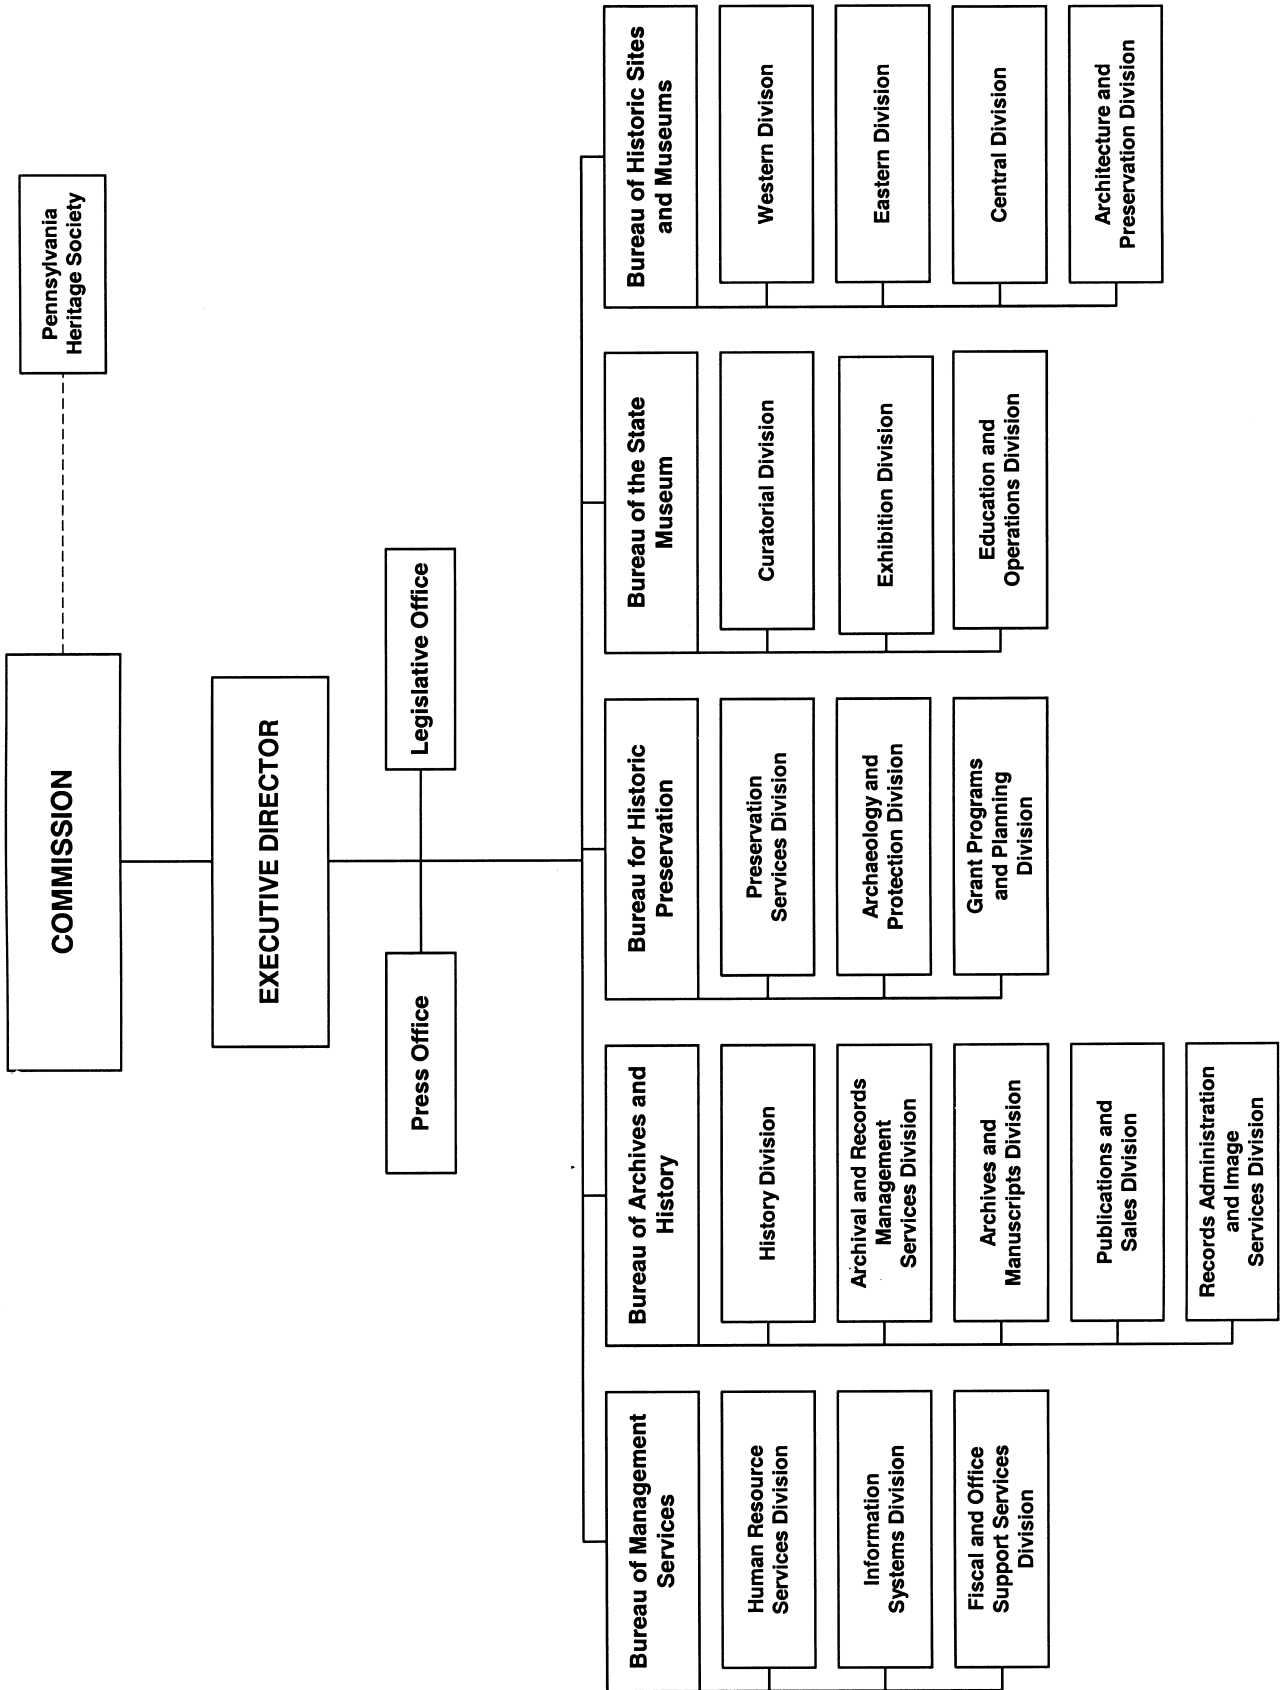 COMMISSION
Pennsylvania
Heritage Society
EXECUTIVE DIRECTOR
Press Office
Legislative Office
Bureau of Management
Services
Human Resource
Services Division
Information
Systems Division
Fiscal and Office
Support Services
Division
Bureau of Archives and
History
History Division
Archival and Records
Management
Services Division
Archives and
Manuscripts Division
Publications and
Sales DIvision
Records Administration
and Image
Services Division
Bureau for Historic
Preservation
Preservation
Services Division
Archaeology and
Protection Division
Grant Programs
and Planning
Division
Bureau of the State
Museum
Curatorial Division
Exhibition Division
Education and
Operations Division
Bureau of Historic Sites
and Museums
Western Divison
Eastern Division
Central Division
Architecture and
Preservation Division